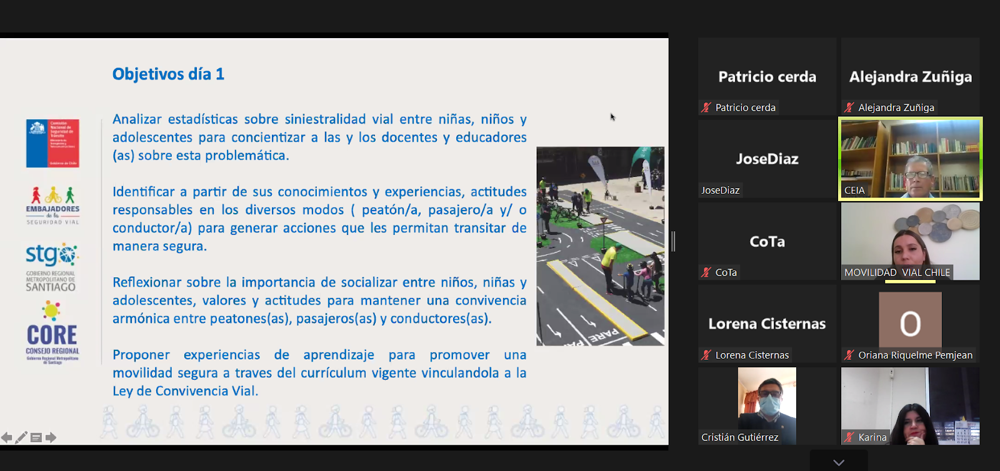 Objetivos día 1
Analizar estadísticas sobre siniestralidad vial entre niñas, niños y
adolescentes para concientizar a las y los docentes y educadores
(as) sobre esta problemática.
Identificar a partir de sus conocimientos y experiencias, actitudes
responsables en los diversos modos ( peatón/a, pasajero/a y/ o
conductor/a) para generar acciones que les permitan transitar de
manera segura.
Reflexionar sobre la importancia de socializar entre niños, niñas y
adolescentes, valores y actitudes para mantener una convivencia
armónica entre peatones(as), pasajeros(as) y conductores(as).
Proponer experiencias de aprendizaje para promover una
movilidad segura a traves del currículum vigente vinculandola a la
Ley de Convivencia Vial.
Comisión
Nacional de
Seguridad de
Tránsito
Gobierno de Chile
EMBAJADORES
de la
SEGURIDAD VIAL
stgo
GOBIERNO REGIONAL
METROPOLITANO DE
SANTIAGO
CORE
CONSEJO REGIONAL
Gobierno Regional Metropolitano
de Santiago
PARE
PARE
Patricio cerda
Patricio cerda
Alejandra Zuñiga
Alejandra Zuñiga
JoseDiaz
JoseDiaz
CEIA
CoTa
CoTa
MOVILIDAD VIAL CHILE
Lorena Cisternas
Lorena Cisternas
O
Oriana Riquelme Pemjean
Cristián Gutiérrez
Karina